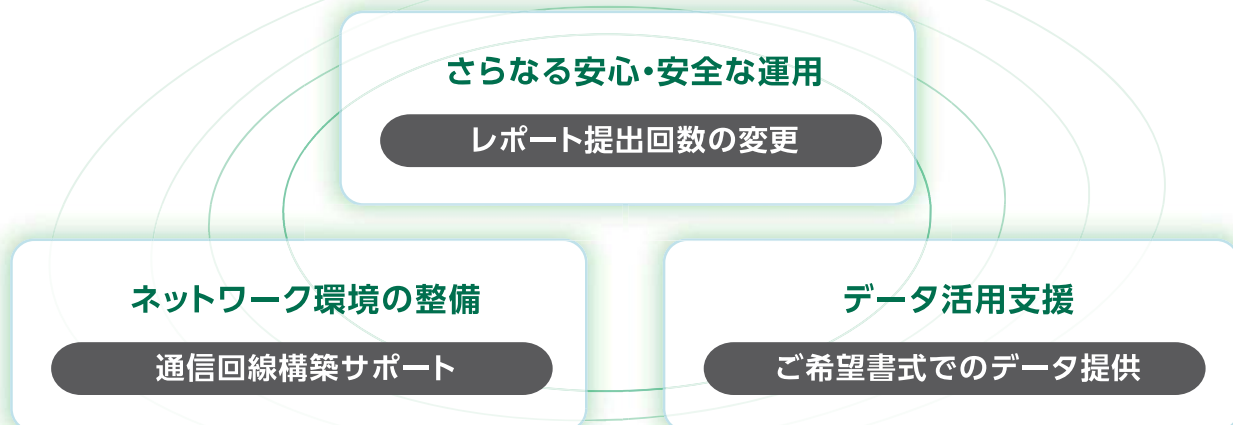 さらなる安心・安全な運用
レポート提出回数の変更
ネットワーク環境の整備
通信回線構築サポート
データ活用支援
ご希望書式でのデータ提供